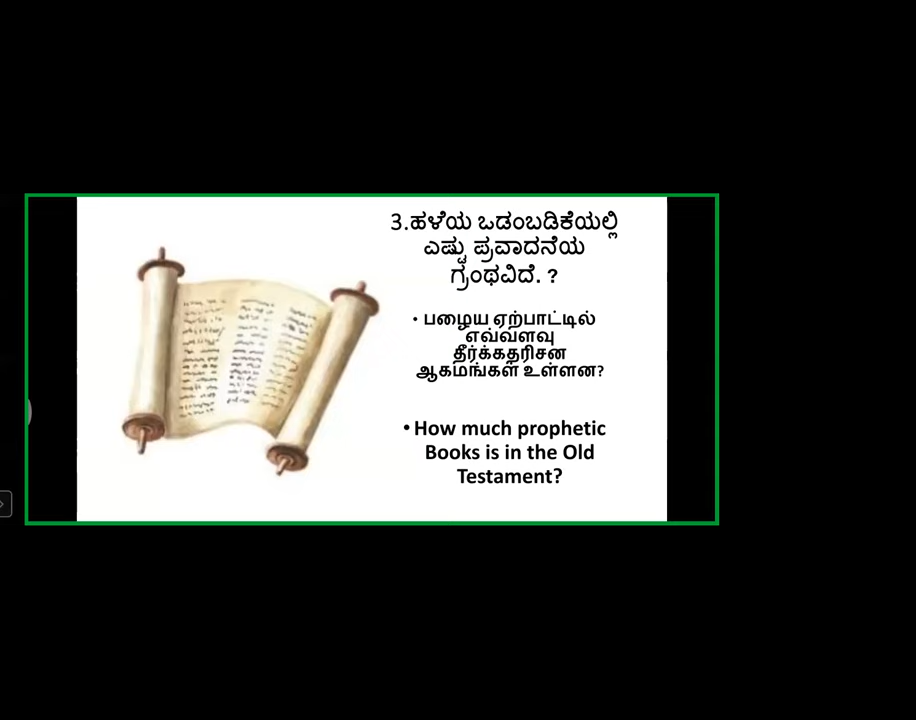 3.ಹಳೆಯ ಒಡಂಬಡಿಕೆಯಲ್ಲಿ
ಎಷ್ಟು ಪ್ರವಾದನೆಯ
ಗ್ರಂಥವಿದೆ. ?
• பழைய ஏற்பாட்டில்
எவ்வளவு
தீர்க்கதரிசன
ஆகமங்கள் உள்ளன?
• How much prophetic
Books is in the Old
Testament?